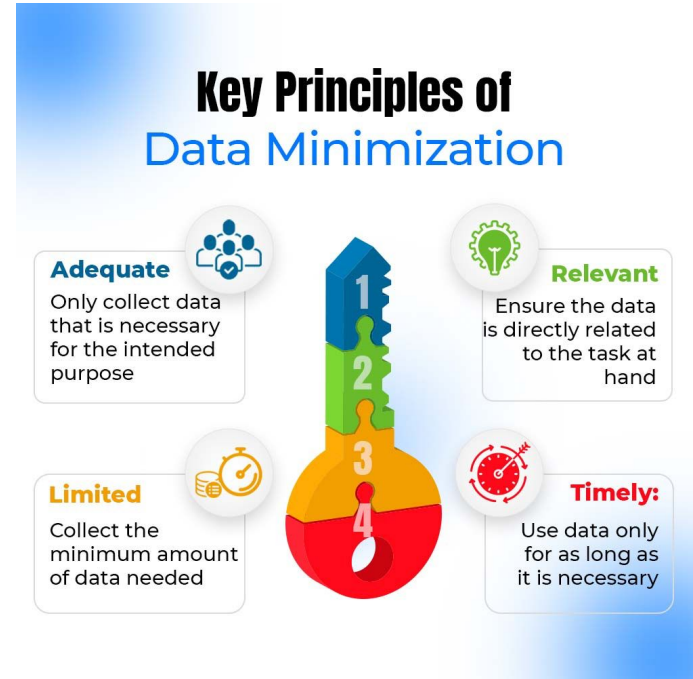 Key Principles of
Data Minimization
Adequate
Only collect data
that is necessary
for the intended
purpose
Relevant
Ensure the data
is directly related
to the task at
hand
1
2
3
4
Limited
Collect the
minimum amount
of data needed
Timely:
Use data only
for as long as
it is necessary